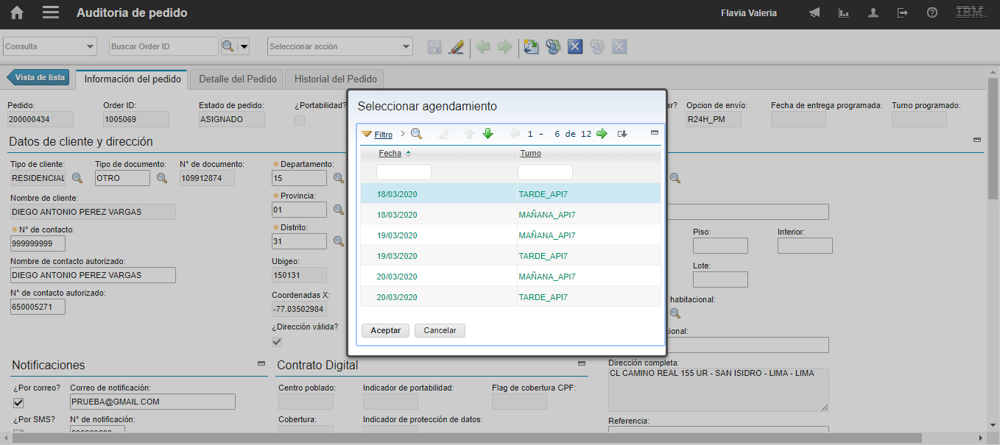 Auditoría de pedido
Flavia Valeria
IBM.
Consulta
Buscar Order ID
Seleccionar acción
Vista de lista
Información del pedido
Detalle del Pedido
Historial del Pedido
Pedido:
Order ID:
Estado de pedido:
¿Portabilidad?
ar?
Opcion de envío:
Fecha de entrega programada:
Turno programado:
200000434
1005069
ASIGNADO
R24H_PM
Datos de cliente y dirección
Tipo de cliente:
Tipo de documento:
N° de documento:
Departamento:
RESIDENCIAL
OTRO
109912874
15
Nombre de cliente:
Provincia:
DIEGO ANTONIO PEREZ VARGAS
01
N° de contacto:
Distrito:
999999999
31
Nombre de contacto autorizado:
Ubigeo:
DIEGO ANTONIO PEREZ VARGAS
150131
N° de contacto autorizado:
Coordenadas X:
650005271
-77.03502984
¿Dirección válida?
Seleccionar agendamiento
Filtro
1 - 6 de 12
Fecha
Turno
18/03/2020
TARDE_API7
18/03/2020
MAÑANA_API7
19/03/2020
MAÑANA_API7
19/03/2020
TARDE_API7
20/03/2020
MAÑANA_API7
20/03/2020
TARDE_API7
Aceptar
Cancelar
Piso:
Interior:
Lote:
habitacional:
cional:
Dirección completa:
CL CAMINO REAL 155 UR - SAN ISIDRO - LIMA - LIMA
Referencia:
Notificaciones
¿Por correo?
Correo de notificación:
PRUEBA@GMAIL.COM
¿Por SMS?
N° de notificación:
Contrato Digital
Centro poblado:
Indicador de portabilidad:
Flag de cobertura CPF:
Cobertura:
Indicador de protección de datos: